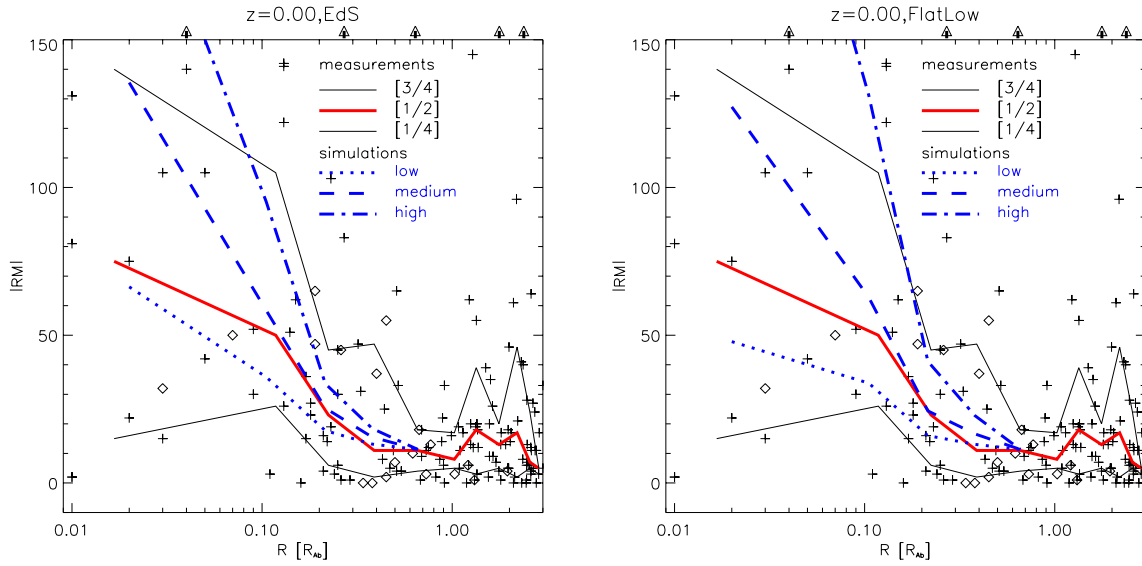 z=0.00,EdS
150
100
50
0
|RM|
measurements
[3/4]
[1/2]
[1/4]
simulations
low
medium
high
0.01
0.10
1.00
R [R_Ab]
z=0.00,FlatLow
150
100
50
0
|RM|
measurements
[3/4]
[1/2]
[1/4]
simulations
low
medium
high
0.01
0.10
1.00
R [R_Ab]